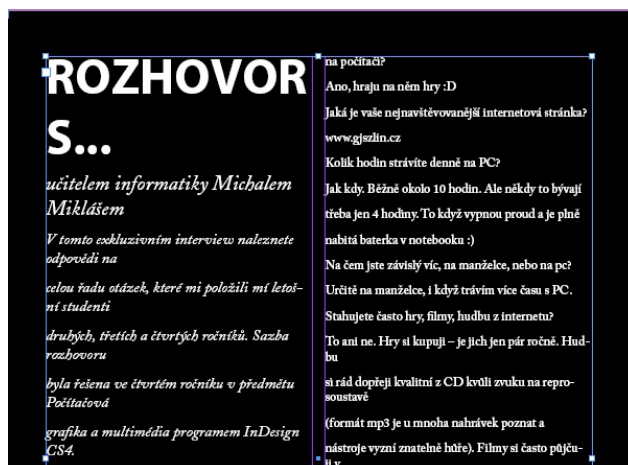 ROZHOVOR
S...
učitelem informatiky Michalem
Miklášem
V tomto exkluzivním interview naleznete
odpovědi na
celou řadu otázek, které mi položili mí letoš-
ní studenti
druhých, třetích a čtvrtých ročníků. Sazba
rozhovoru
byla řešena ve čtvrtém ročníku v předmětu
Počítačová
grafika a multimédia programem InDesign
CS4.
na počítači?
Ano, hraju na něm hry :D
Jaká je vaše nejnavštěvovanější internetová stránka?
www.gjszlin.cz
Kolik hodin strávíte denně na PC?
Jak kdy. Běžně okolo 10 hodin. Ale někdy to bývají
třeba jen 4 hodiny. To když vypnou proud a je plně
nabitá baterka v notebooku :)
Na čem jste závislý víc, na manželce, nebo na pc?
Určitě na manželce, i když trávím více času s PC.
Stahujete často hry, filmy, hudbu z internetu?
To ani ne. Hry si kupuji – je jich jen pár ročně. Hud-
bu
si rád dopřeji kvalitní z CD kvůli zvuku na repro-
soustavě
(formát mp3 je u mnoha nahrávek poznat a
nástroje vyzní znatelně hůře). Filmy si často půjču-
ji v